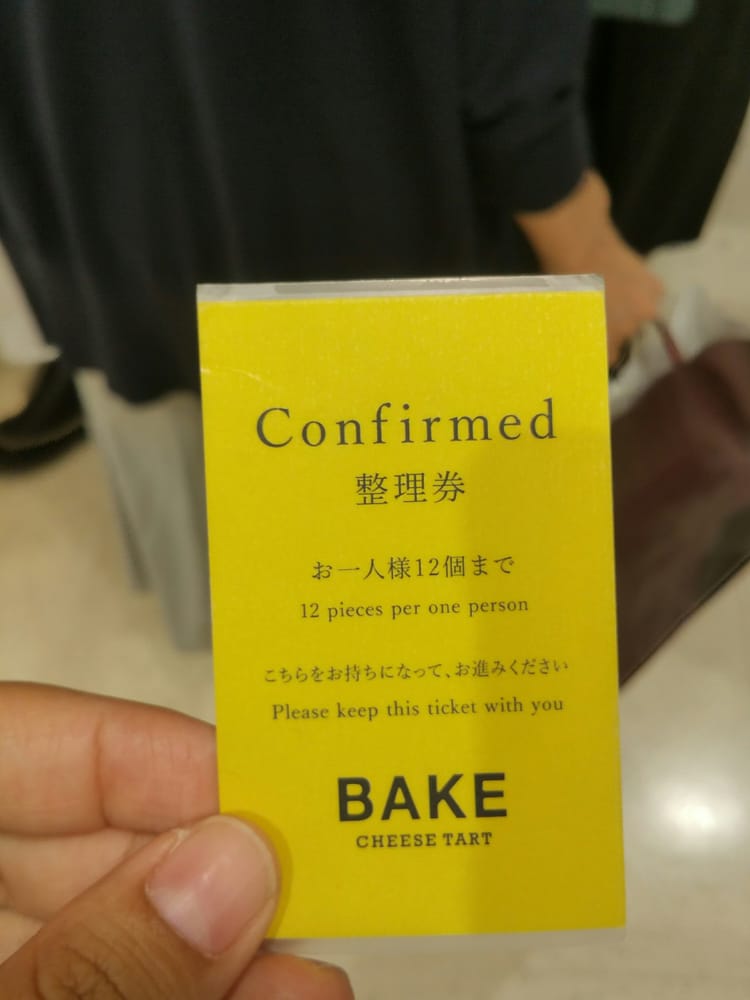 Confirmed
整理券
お一人様12個まで
12 pieces per one person
こちらをお持ちになって、お進みください
Please keep this ticket with you
BAKE
CHEESE TART